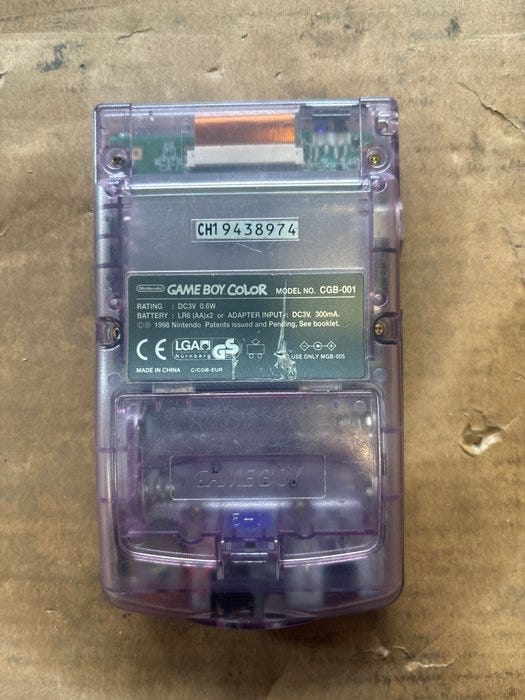 CH19438974
Nintendo GAME BOY COLOR MODEL NO. CGB-001
RATING : DC3V 0.6W
BATTERY : LR6 (AA)x2 or ADAPTER INPUT : DC3V. 300mA.
©Ⓜ 1998 Nintendo Patents issued and Pending, See booklet.
CE LGA Nürnberg GS USE ONLY MGB-005
MADE IN CHINA C/CGB-EUR
GAME BOY